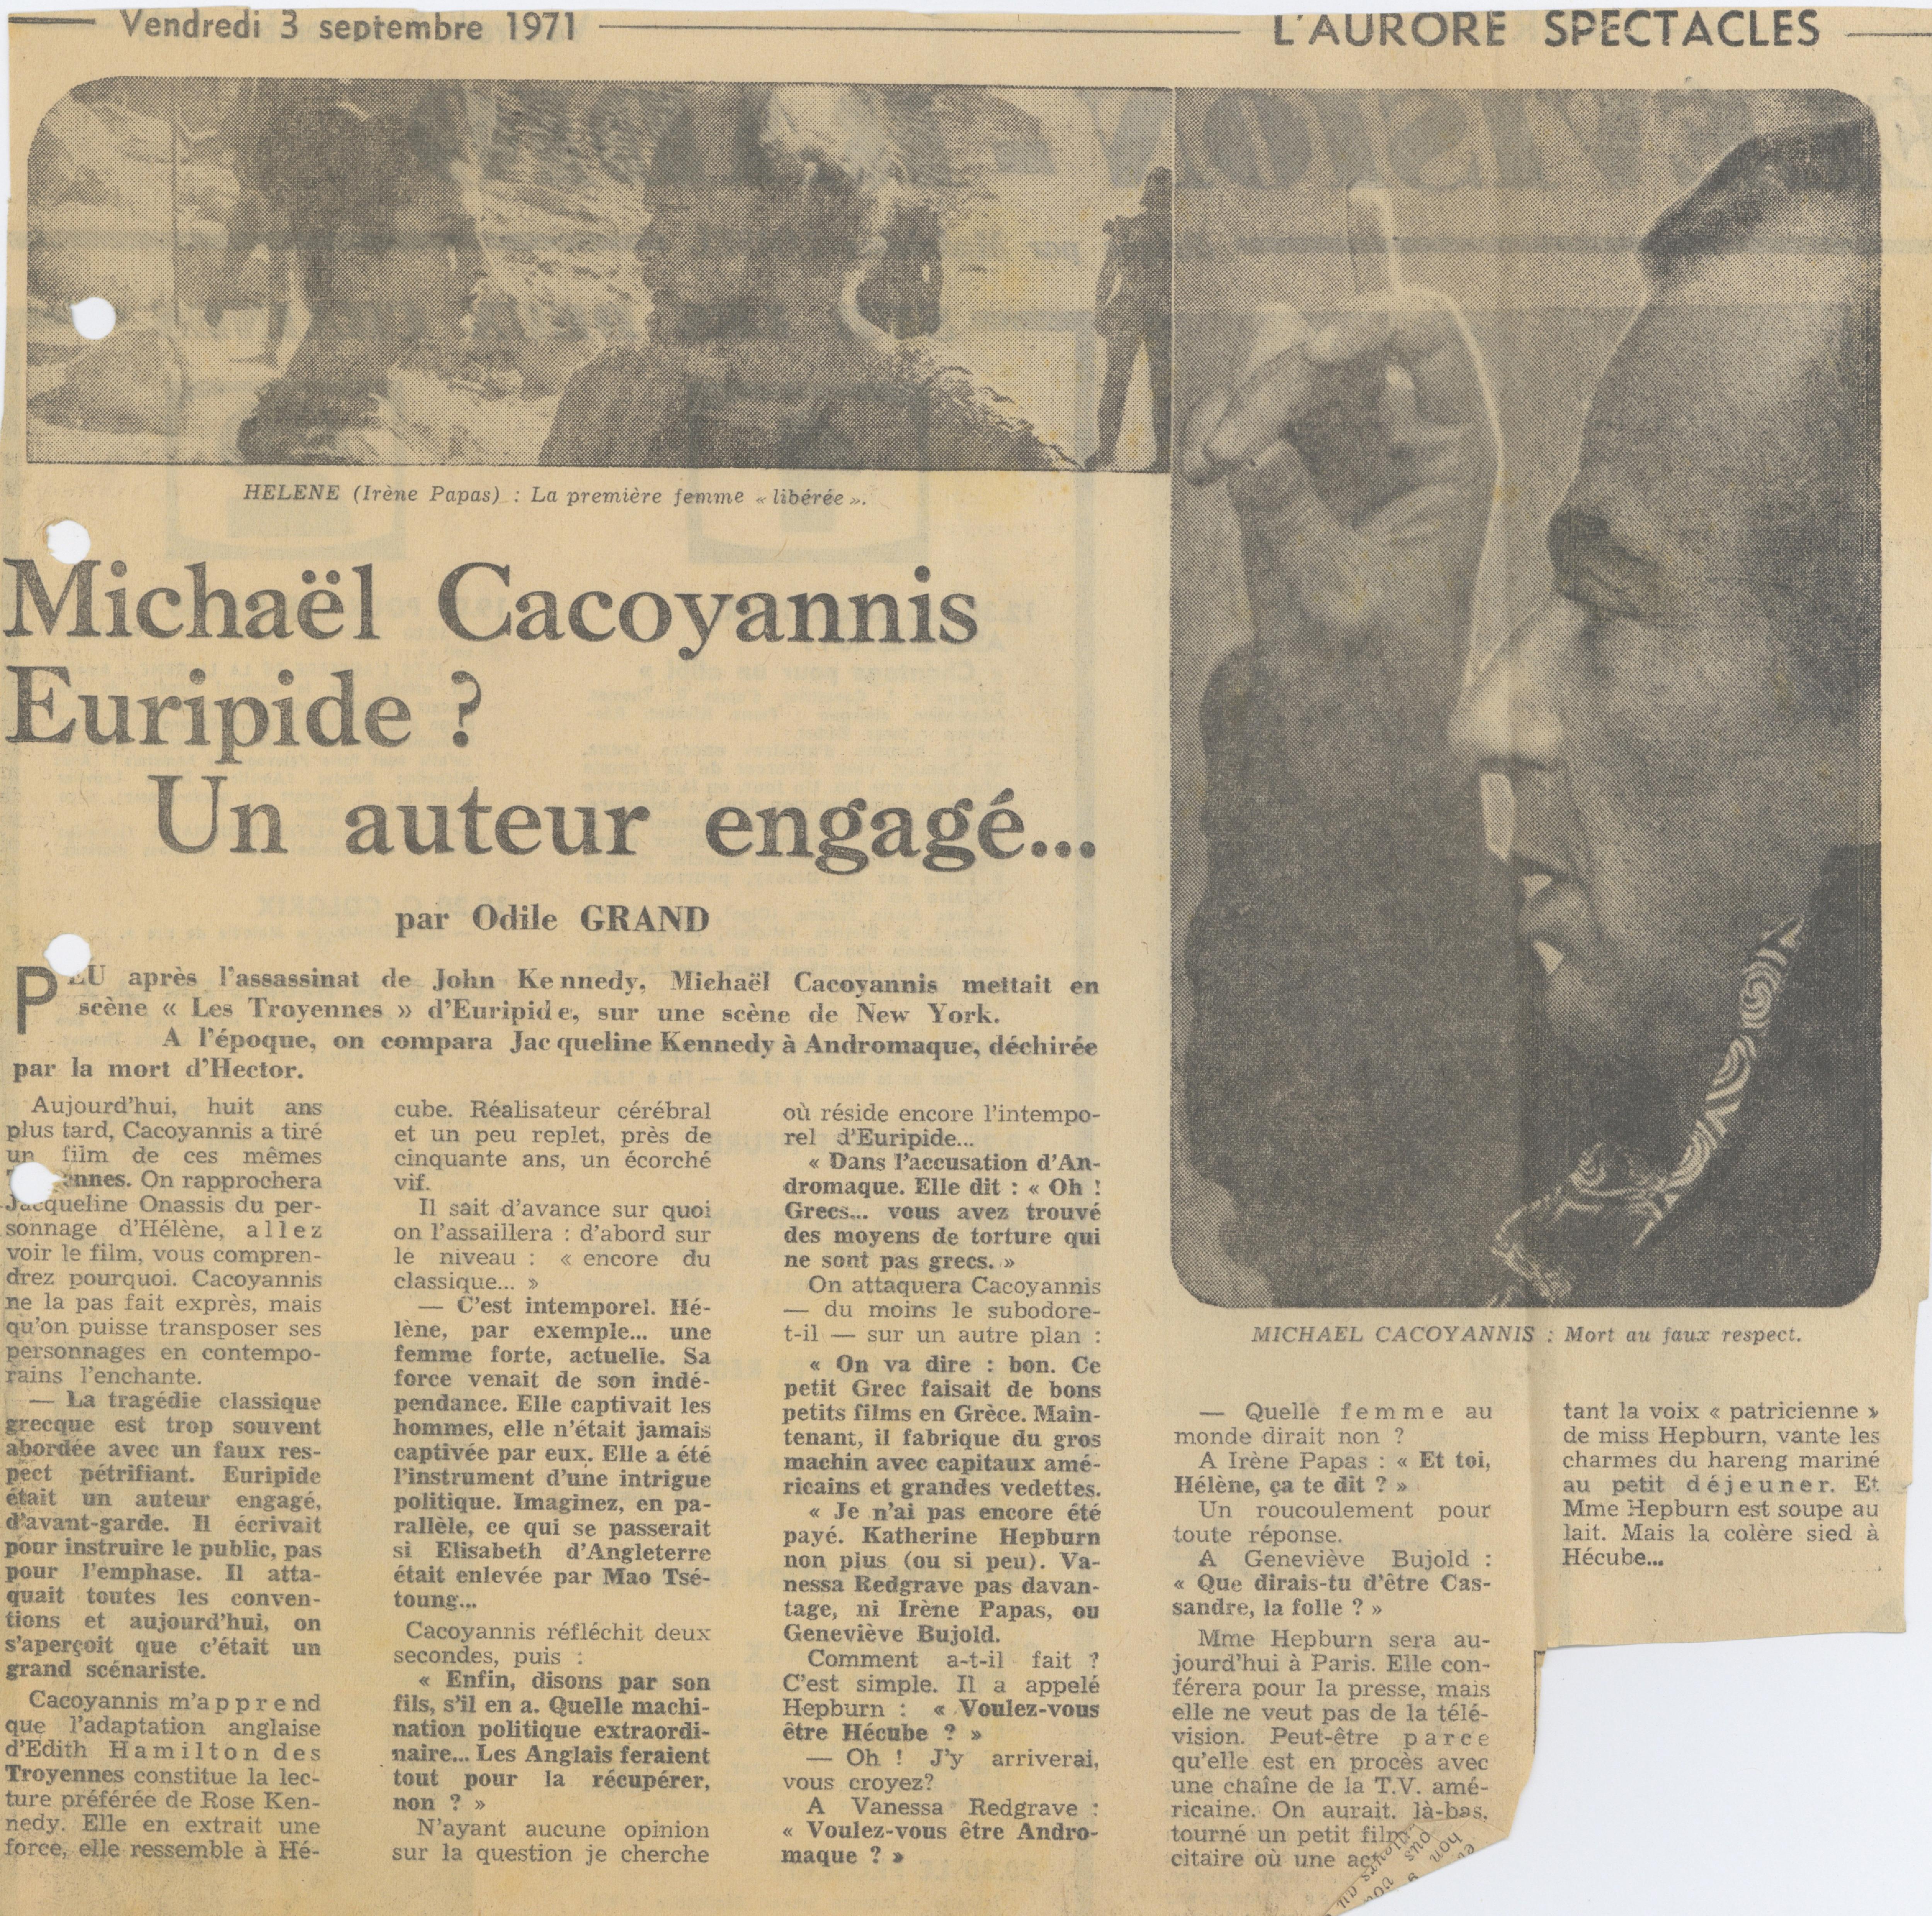 Vendredi 3 septembre 1971
L'AURORE SPECTACLES
HELENE (Irène Papas) : La première femme « libérée ».
Michaël Cacoyannis
Euripide ?
Un auteur engagé...
par Odile GRAND
PEU après l'assassinat de John Kennedy, Michaël Cacoyannis mettait en
scène « Les Troyennes » d'Euripide, sur une scène de New York.
A l'époque, on compara Jacqueline Kennedy à Andromaque, déchirée
par la mort d'Hector.
Aujourd'hui, huit ans
plus tard, Cacoyannis a tiré
un film de ces mêmes
ennes. On rapprochera
Jacqueline Onassis du per-
sonnage d'Hélène, allez
voir le film, vous compren-
drez pourquoi. Cacoyannis
ne la pas fait exprès, mais
qu'on puisse transposer ses
personnages en contempo-
rains l'enchante.
— La tragédie classique
grecque est trop souvent
abordée avec un faux res-
pect pétrifiant. Euripide
était un auteur engagé,
d'avant-garde. Il écrivait
pour instruire le public, pas
pour l'emphase. Il atta-
quait toutes les conven-
tions et aujourd'hui, on
s'aperçoit que c'était un
grand scénariste.
Cacoyannis m'apprend
que l'adaptation anglaise
d'Edith Hamilton des
Troyennes constitue la lec-
ture préférée de Rose Ken-
nedy. Elle en extrait une
force, elle ressemble à Hé-
cube. Réalisateur cérébral
et un peu replet, près de
cinquante ans, un écorché
vif.
Il sait d'avance sur quoi
on l'assaillera : d'abord sur
le niveau : « encore du
classique... »
— C'est intemporel. Hé-
lène, par exemple... une
femme forte, actuelle. Sa
force venait de son indé-
pendance. Elle captivait les
hommes, elle n'était jamais
captivée par eux. Elle a été
l'instrument d'une intrigue
politique. Imaginez, en pa-
rallèle, ce qui se passerait
si Elisabeth d'Angleterre
était enlevée par Mao Tsé-
toung...
Cacoyannis réfléchit deux
secondes, puis :
« Enfin, disons par son
fils, s'il en a. Quelle machi-
nation politique extraordi-
naire... Les Anglais feraient
tout pour la récupérer,
non ? »
N'ayant aucune opinion
sur la question je cherche
où réside encore l'intempo-
rel d'Euripide...
« Dans l'accusation d'An-
dromaque. Elle dit : « Oh !
Grecs... vous avez trouvé
des moyens de torture qui
ne sont pas grecs. »
On attaquera Cacoyannis
— du moins le subodore-
t-il — sur un autre plan :
« On va dire : bon. Ce
petit Grec faisait de bons
petits films en Grèce. Main-
tenant, il fabrique du gros
machin avec capitaux amé-
ricains et grandes vedettes.
« Je n'ai pas encore été
payé. Katherine Hepburn
non plus (ou si peu). Va-
nessa Redgrave pas davan-
tage, ni Irène Papas, ou
Geneviève Bujold.
Comment a-t-il fait ?
C'est simple. Il a appelé
Hepburn : « Voulez-vous
être Hécube ? »
— Oh ! J'y arriverai,
vous croyez?
A Vanessa Redgrave :
« Voulez-vous être Andro-
maque ? »
MICHAEL CACOYANNIS : Mort au faux respect.
— Quelle femme au
monde dirait non ?
A Irène Papas : « Et toi,
Hélène, ça te dit ? »
Un roucoulement pour
toute réponse.
A Geneviève Bujold :
« Que dirais-tu d'être Cas-
sandre, la folle ? »
Mme Hepburn sera au-
jourd'hui à Paris. Elle con-
férera pour la presse, mais
elle ne veut pas de la télé-
vision. Peut-être parce
qu'elle est en procès avec
une chaîne de la T.V. amé-
ricaine. On aurait, là-bas,
tourné un petit film
citaire où une ac
tant la voix « patricienne »
de miss Hepburn, vante les
charmes du hareng mariné
au petit déjeuner. Et
Mme Hepburn est soupe au
lait. Mais la colère sied à
Hécube...